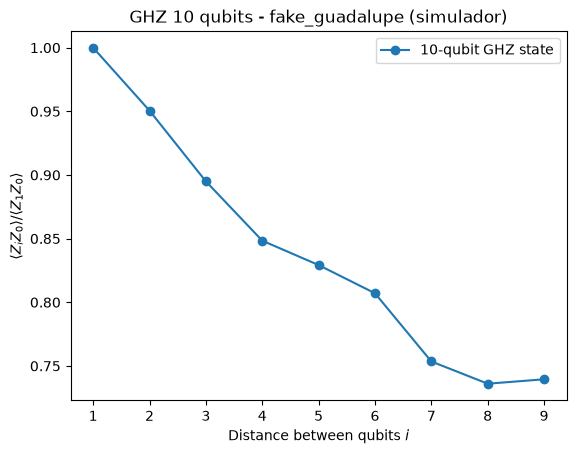 GHZ 10 qubits - fake_guadalupe (simulador)
10-qubit GHZ state
⟨ZᵢZ₀⟩/⟨Z₁Z₀⟩
1.00
0.95
0.90
0.85
0.80
0.75
1 2 3 4 5 6 7 8 9
Distance between qubits i